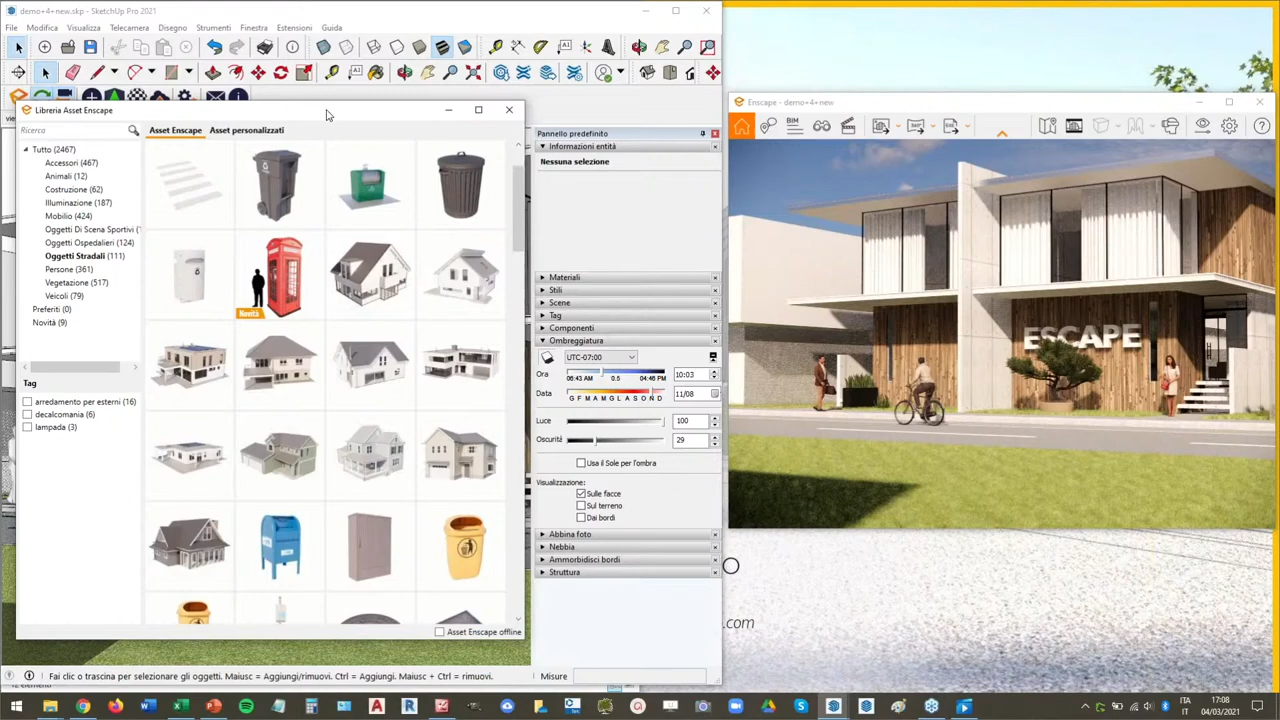 demo+4+new.skp - SketchUp Pro 2021
File
Modifica
Visualizza
Telecamera
Disegno
Strumenti
Finestra
Estensioni
Guida
Libreria Asset Enscape
Ricerca
Asset Enscape
Asset personalizzati
Tutto (2467)
Accessori (467)
Animali (12)
Costruzione (62)
Illuminazione (187)
Mobilio (424)
Oggetti Di Scena Sportivi (
Oggetti Ospedalieri (124)
Oggetti Stradali (111)
Persone (361)
Vegetazione (517)
Veicoli (79)
Preferiti (0)
Novità (9)
Tag
arredamento per esterni (16)
decalcomania (6)
lampada (3)
Novità
Asset Enscape offline
Pannello predefinito
Informazioni entità
Nessuna selezione
Materiali
Stili
Scene
Tag
Componenti
Ombreggiatura
UTC-07:00
Ora
06:43 AM
0.5
04:46 PM
10:03
Data
G F M A M G L A S O N D
11/08
Luce
100
Oscurità
29
Usa il Sole per l'ombra
Visualizzazione:
Sulle facce
Sul terreno
Dai bordi
Abbina foto
Nebbia
Ammorbidisci bordi
Struttura
Enscape - demo+4+new
BIM
360°
ESCAPE
.com
Fai clic o trascina per selezionare gli oggetti. Maiusc = Aggiungi/rimuovi. Ctrl = Aggiungi. Maiusc + Ctrl = rimuovi.
Misure
ITA
IT
17:08
04/03/2021